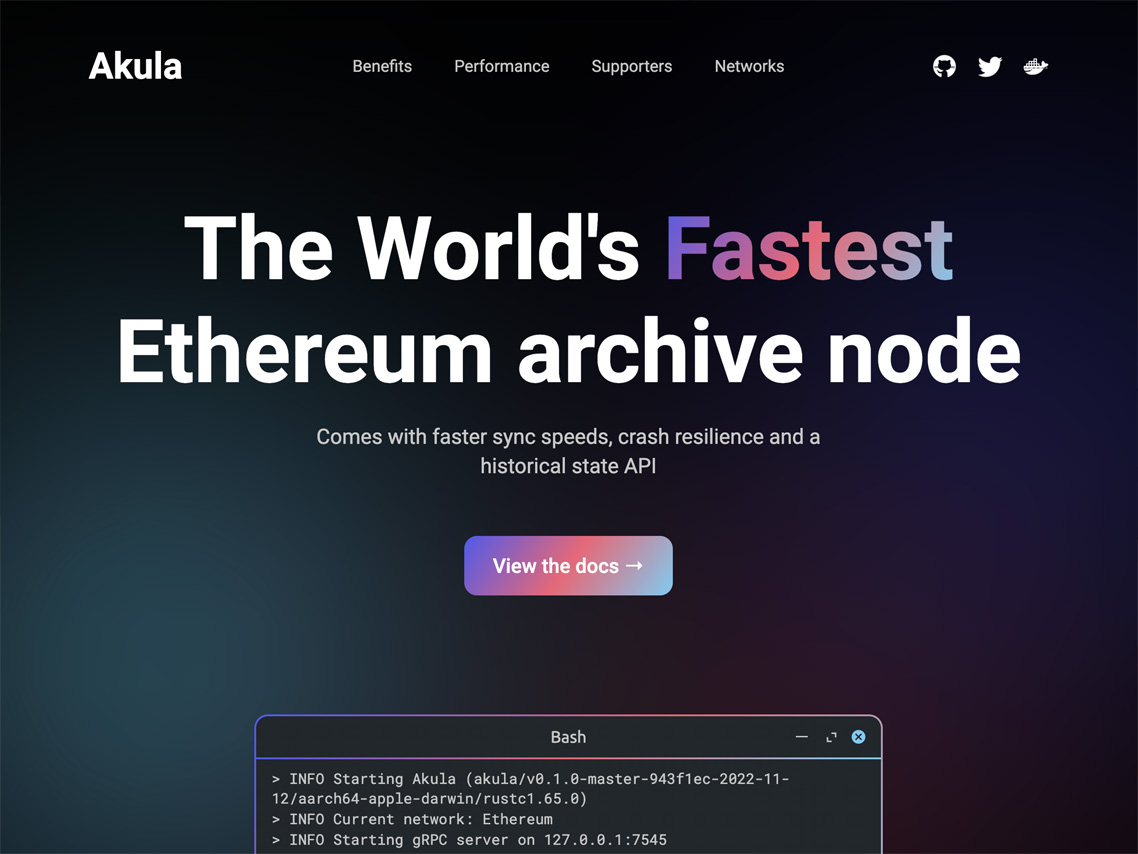 Akula
Benefits
Performance
Supporters
Networks
The World's Fastest
Ethereum archive node
Comes with faster sync speeds, crash resilience and a
historical state API
View the docs →
Bash
> INFO Starting Akula (akula/v0.1.0-master-943f1ec-2022-11-
12/aarch64-apple-darwin/rustc1.65.0)
> INFO Current network: Ethereum
> INFO Starting gRPC server on 127.0.0.1:7545